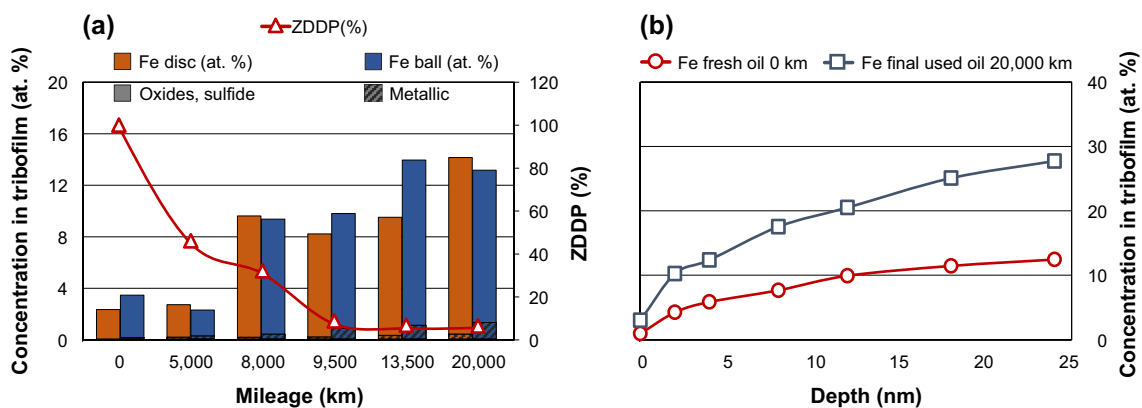 (a)
ZDDP(%)
Fe disc (at. %)
Fe ball (at. %)
Oxides, sulfide
Metallic
Concentration in tribofilm (at. %)
20
16
12
8
4
0
120
100
80
60
40
20
0
ZDDP (%)
0 5,000 8,000 9,500 13,500 20,000
Mileage (km)
(b)
Fe fresh oil 0 km
Fe final used oil 20,000 km
40
30
20
10
0
Concentration in tribofilm (at. %)
0 5 10 15 20 25
Depth (nm)